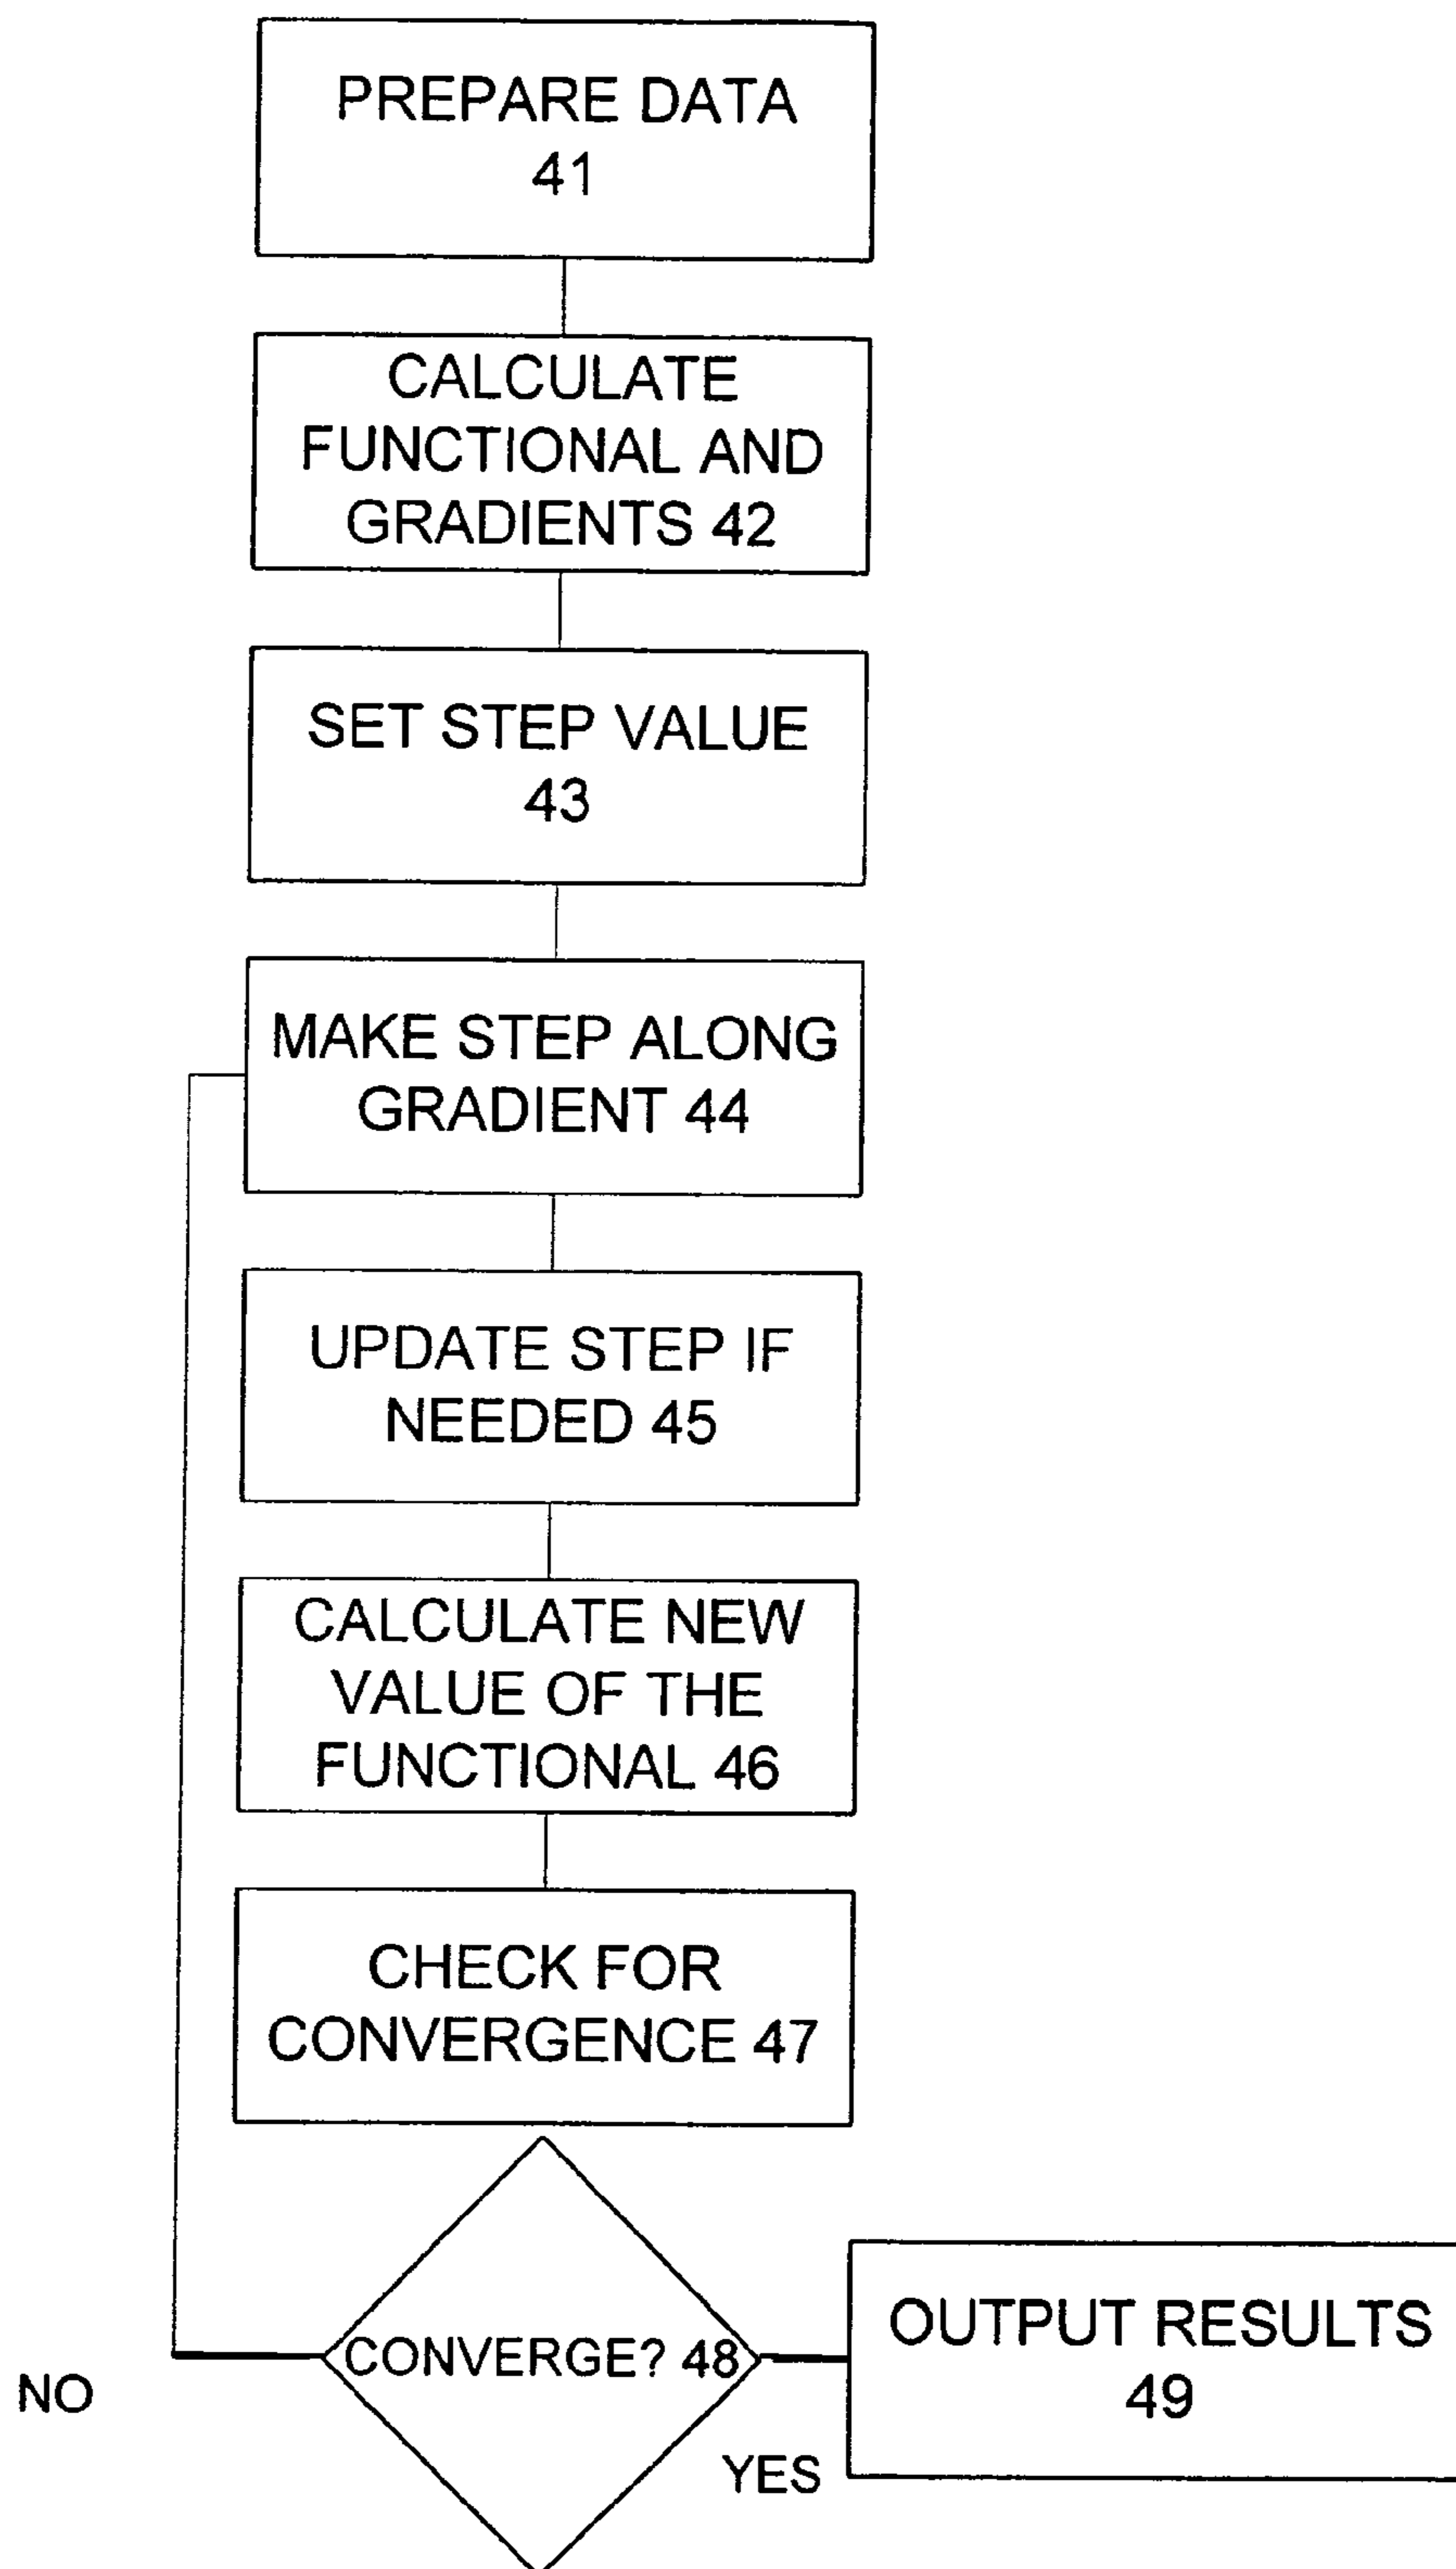 PREPARE DATA
41
CALCULATE
FUNCTIONAL AND
GRADIENTS 42
SET STEP VALUE
43
MAKE STEP ALONG
GRADIENT 44
UPDATE STEP IF
NEEDED 45
CALCULATE NEW
VALUE OF THE
FUNCTIONAL 46
CHECK FOR
CONVERGENCE 47
CONVERGE? 48
OUTPUT RESULTS
49
NO
YES